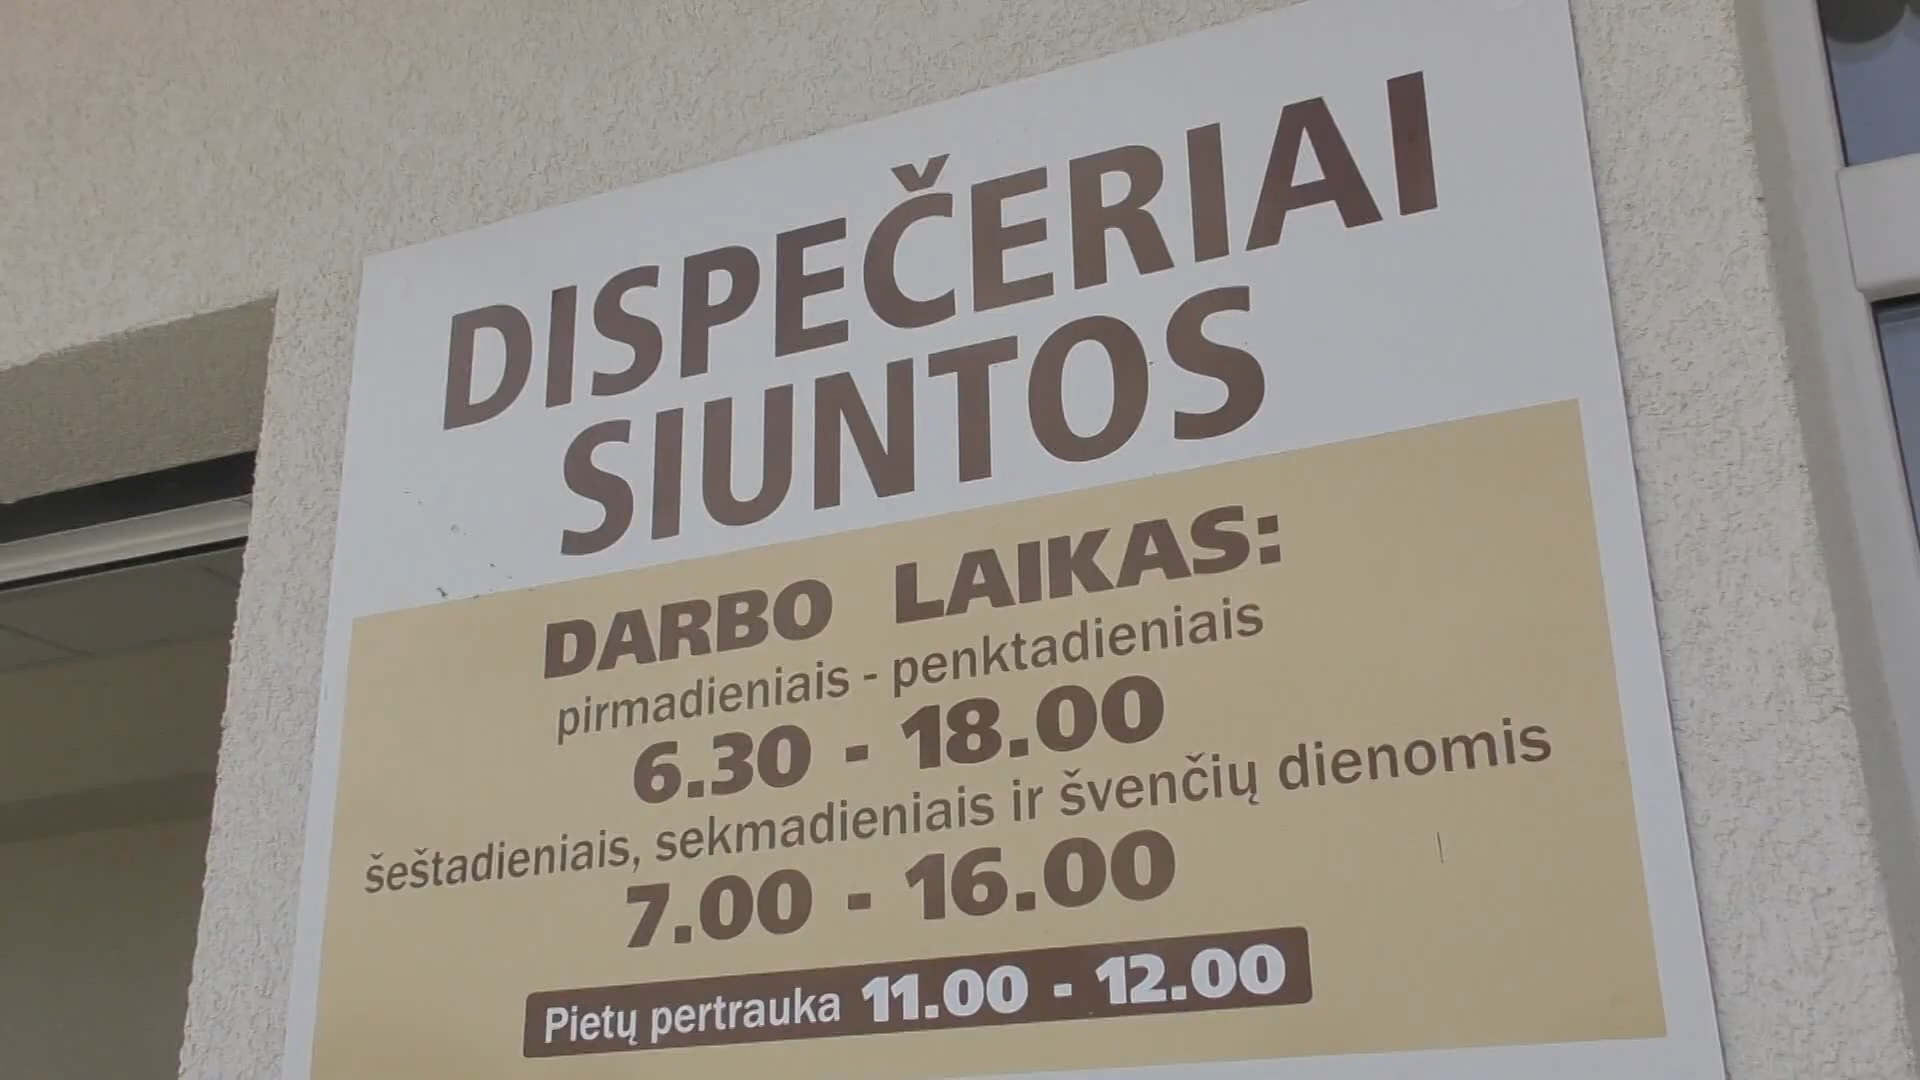 DISPEČERIAI
SIUNTOS
DARBO LAIKAS:
pirmadieniais - penktadieniais
6.30 - 18.00
šeštadieniais, sekmadieniais ir švenčių dienomis
7.00 - 16.00
Pietų pertrauka 11.00 - 12.00